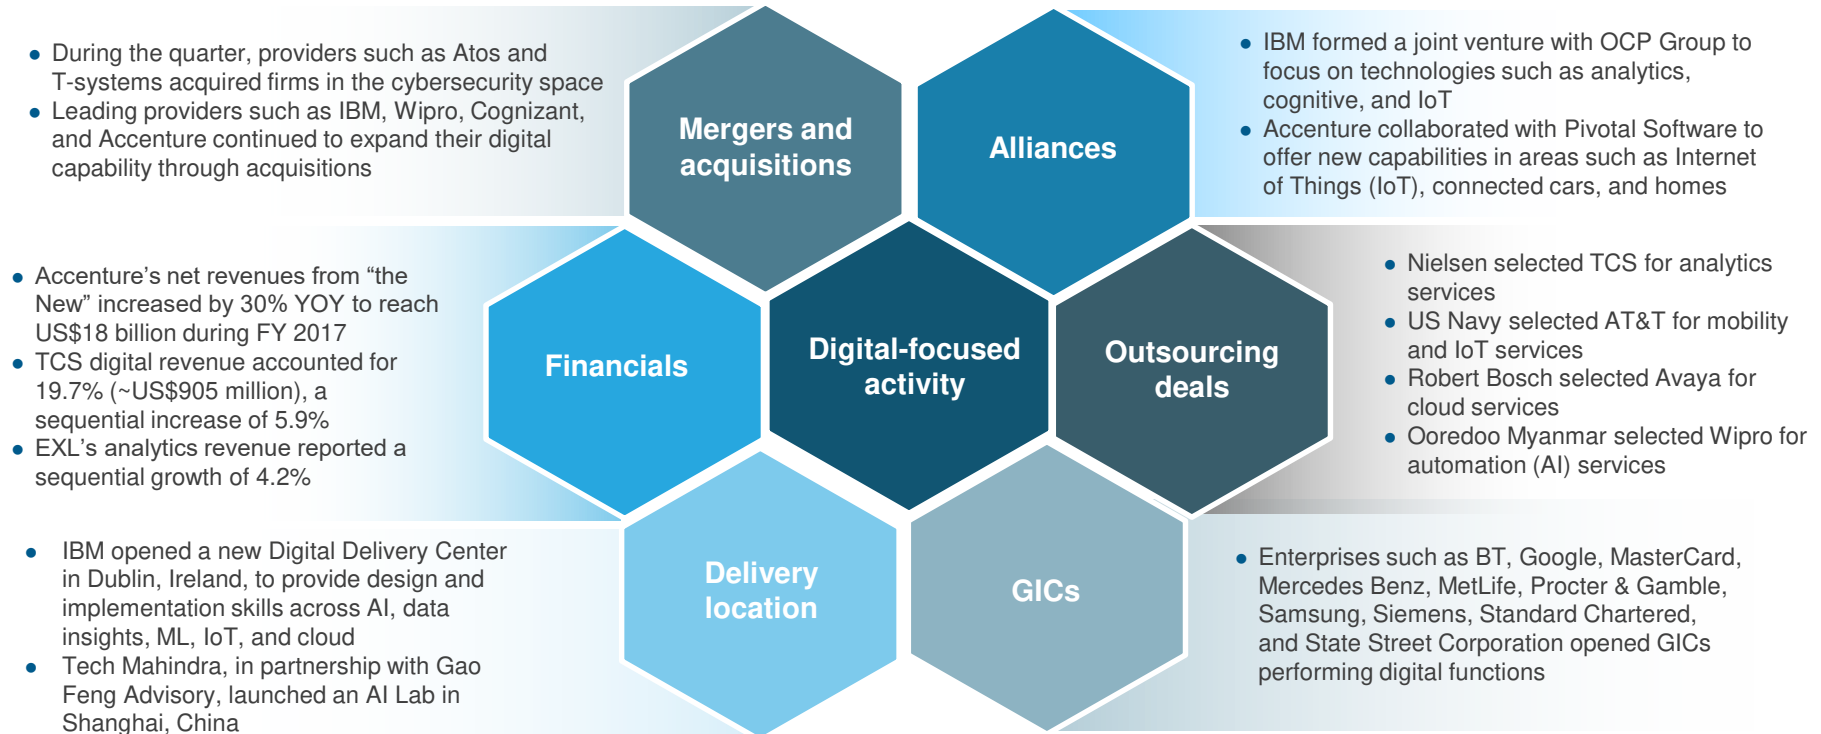 ● During the quarter, providers such as Atos and
T-systems acquired firms in the cybersecurity space
● Leading providers such as IBM, Wipro, Cognizant,
and Accenture continued to expand their digital
capability through acquisitions
Mergers and
acquisitions
Alliances
● IBM formed a joint venture with OCP Group to
focus on technologies such as analytics,
cognitive, and IoT
● Accenture collaborated with Pivotal Software to
offer new capabilities in areas such as Internet
of Things (IoT), connected cars, and homes
● Accenture’s net revenues from “the
New” increased by 30% YOY to reach
US$18 billion during FY 2017
● TCS digital revenue accounted for
19.7% (~US$905 million), a
sequential increase of 5.9%
● EXL’s analytics revenue reported a
sequential growth of 4.2%
Financials
Digital-focused
activity
Outsourcing
deals
● Nielsen selected TCS for analytics
services
● US Navy selected AT&T for mobility
and IoT services
● Robert Bosch selected Avaya for
cloud services
● Ooredoo Myanmar selected Wipro for
automation (AI) services
● IBM opened a new Digital Delivery Center
in Dublin, Ireland, to provide design and
implementation skills across AI, data
insights, ML, IoT, and cloud
● Tech Mahindra, in partnership with Gao
Feng Advisory, launched an AI Lab in
Shanghai, China
Delivery
location
GICs
● Enterprises such as BT, Google, MasterCard,
Mercedes Benz, MetLife, Procter & Gamble,
Samsung, Siemens, Standard Chartered,
and State Street Corporation opened GICs
performing digital functions